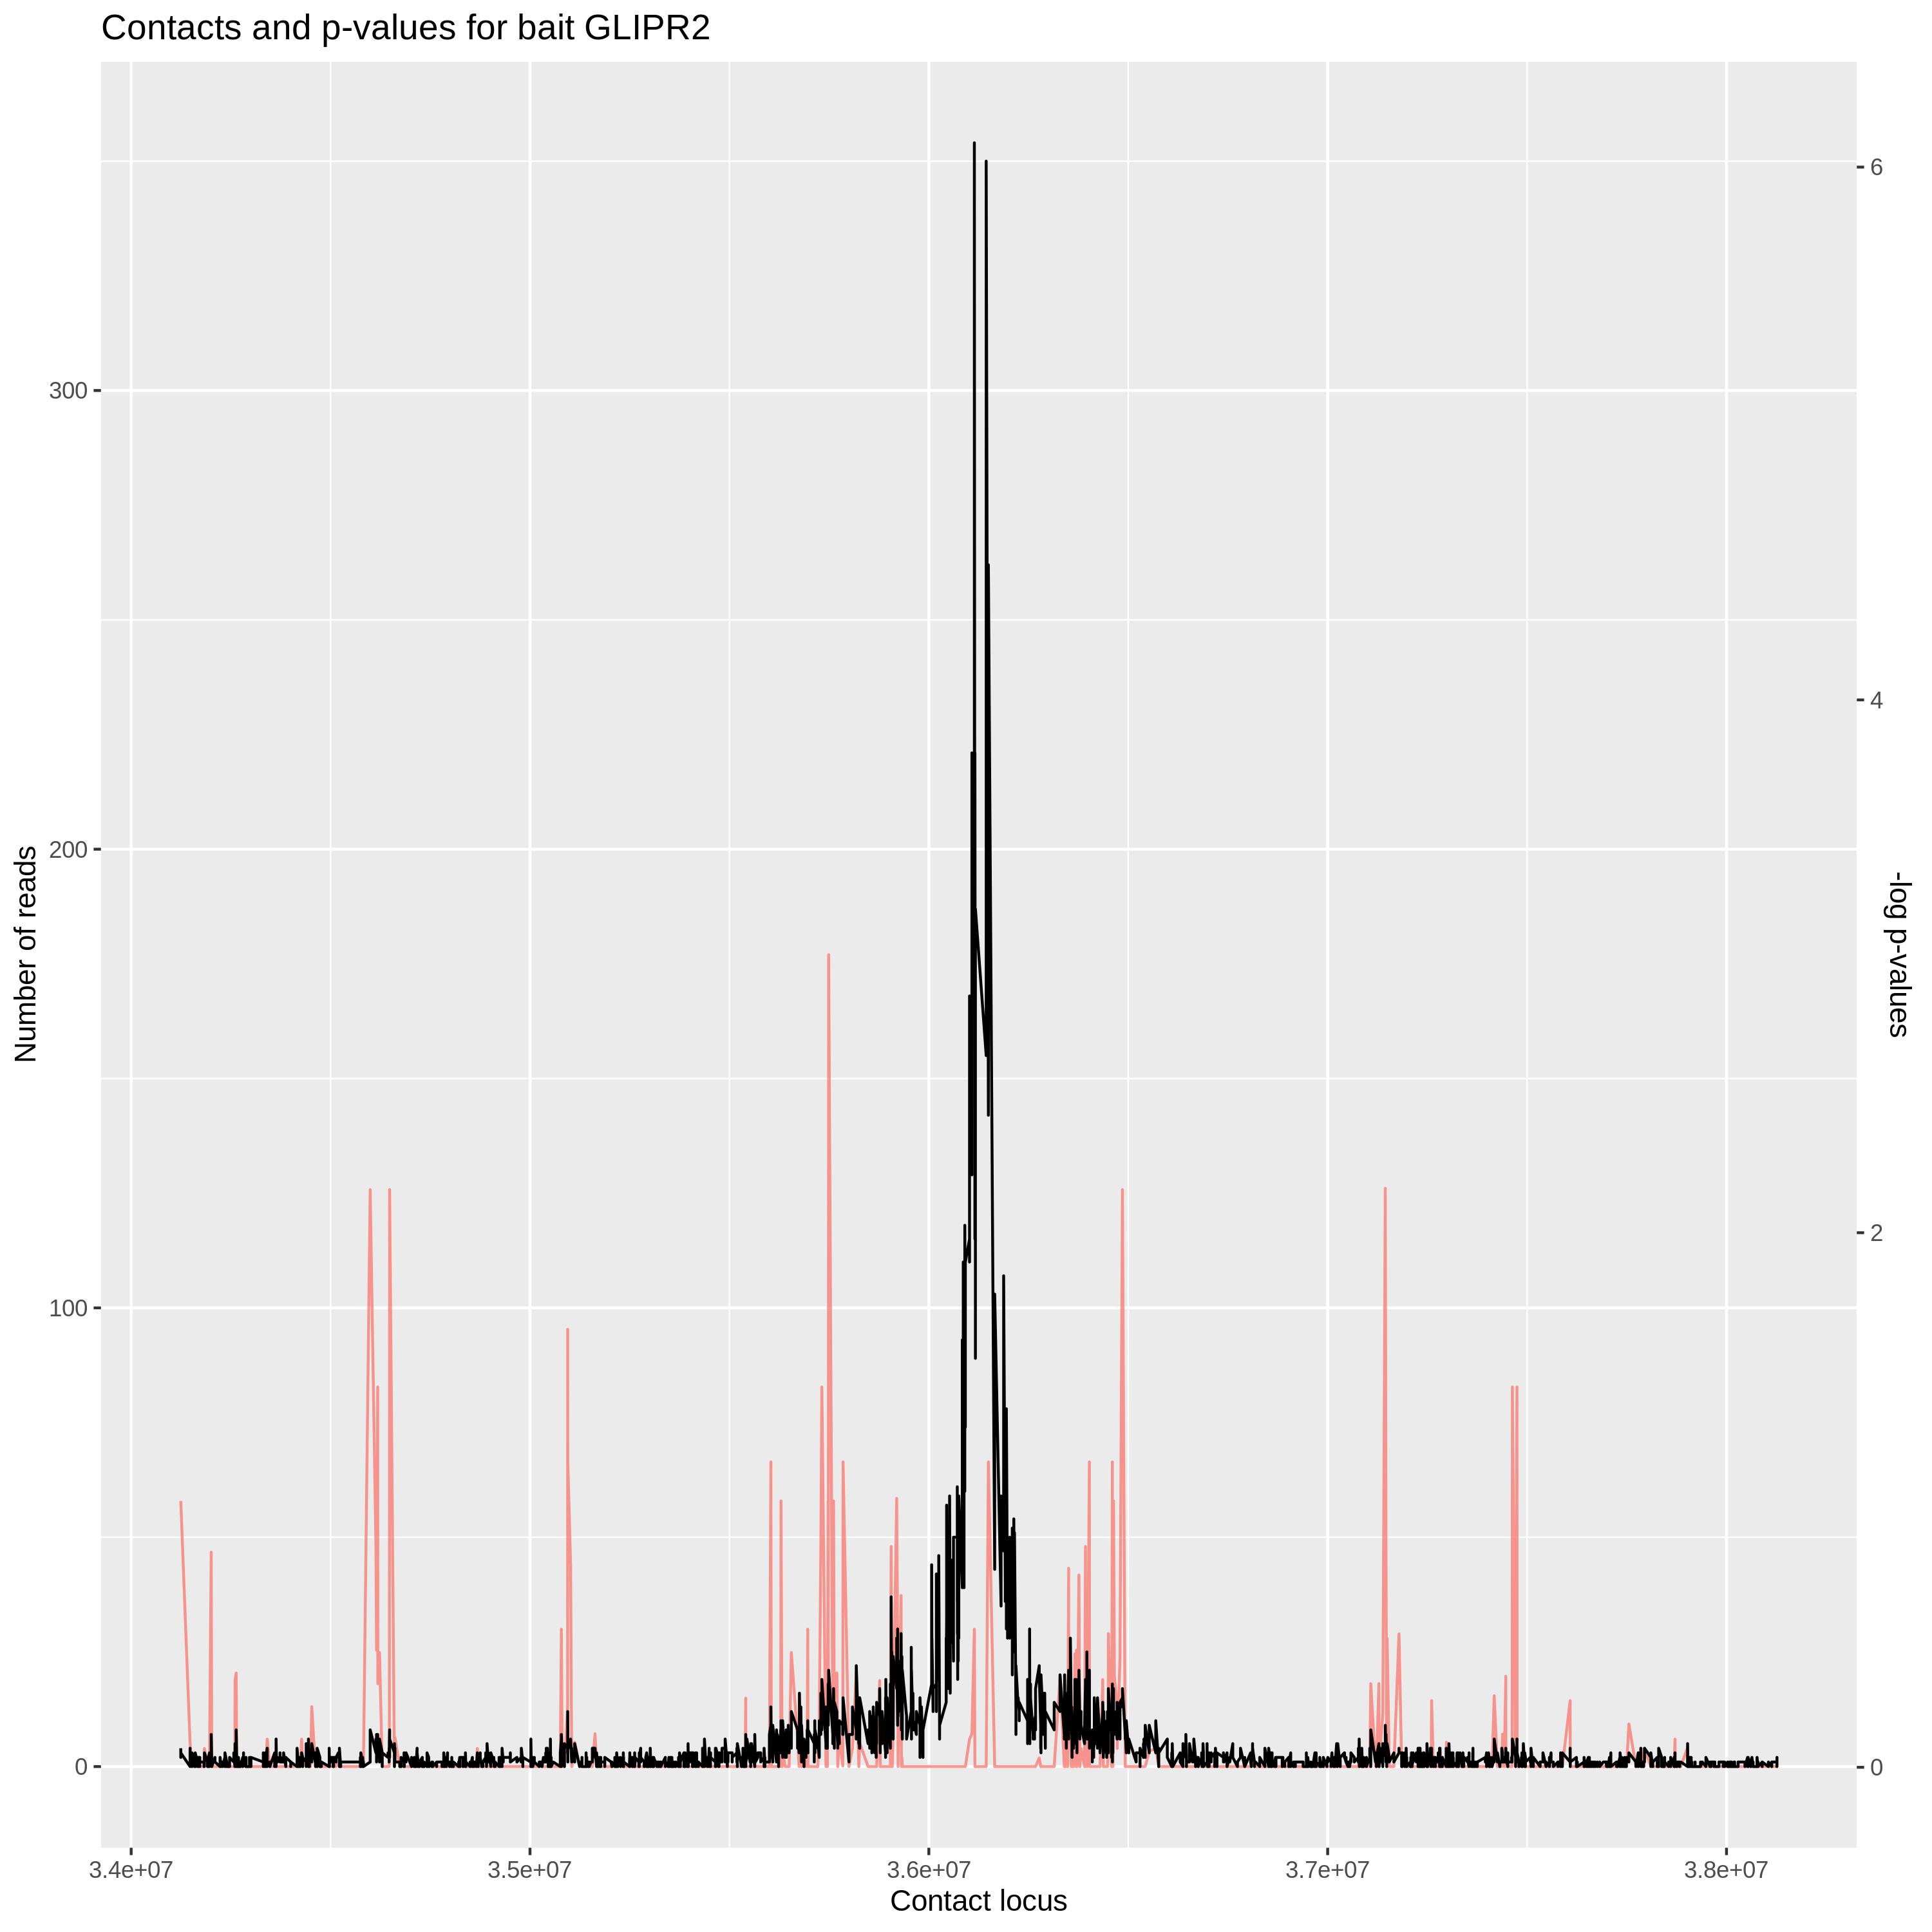 Contacts and p-values for bait GLIPR2
Number of reads
300
200
100
0
6
4
2
0
-log p-values
3.4e+07 3.5e+07 3.6e+07 3.7e+07 3.8e+07
Contact locus